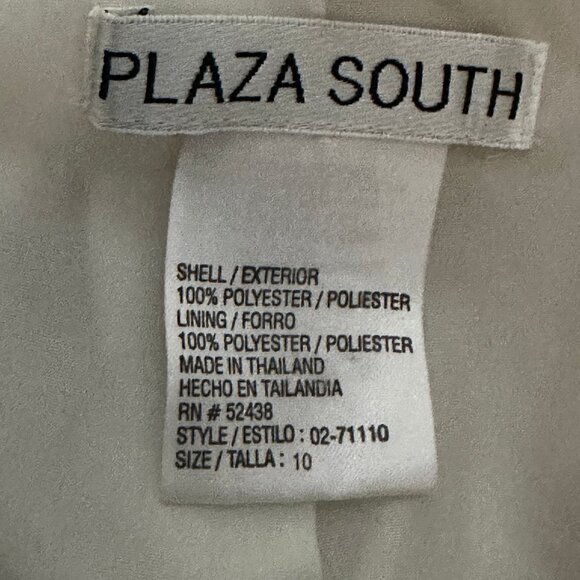 PLAZA SOUTH
SHELL / EXTERIOR
100% POLYESTER / POLIESTER
LINING / FORRO
100% POLYESTER / POLIESTER
MADE IN THAILAND
HECHO EN TAILANDIA
RN # 52438
STYLE / ESTILO : 02-71110
SIZE / TALLA : 10